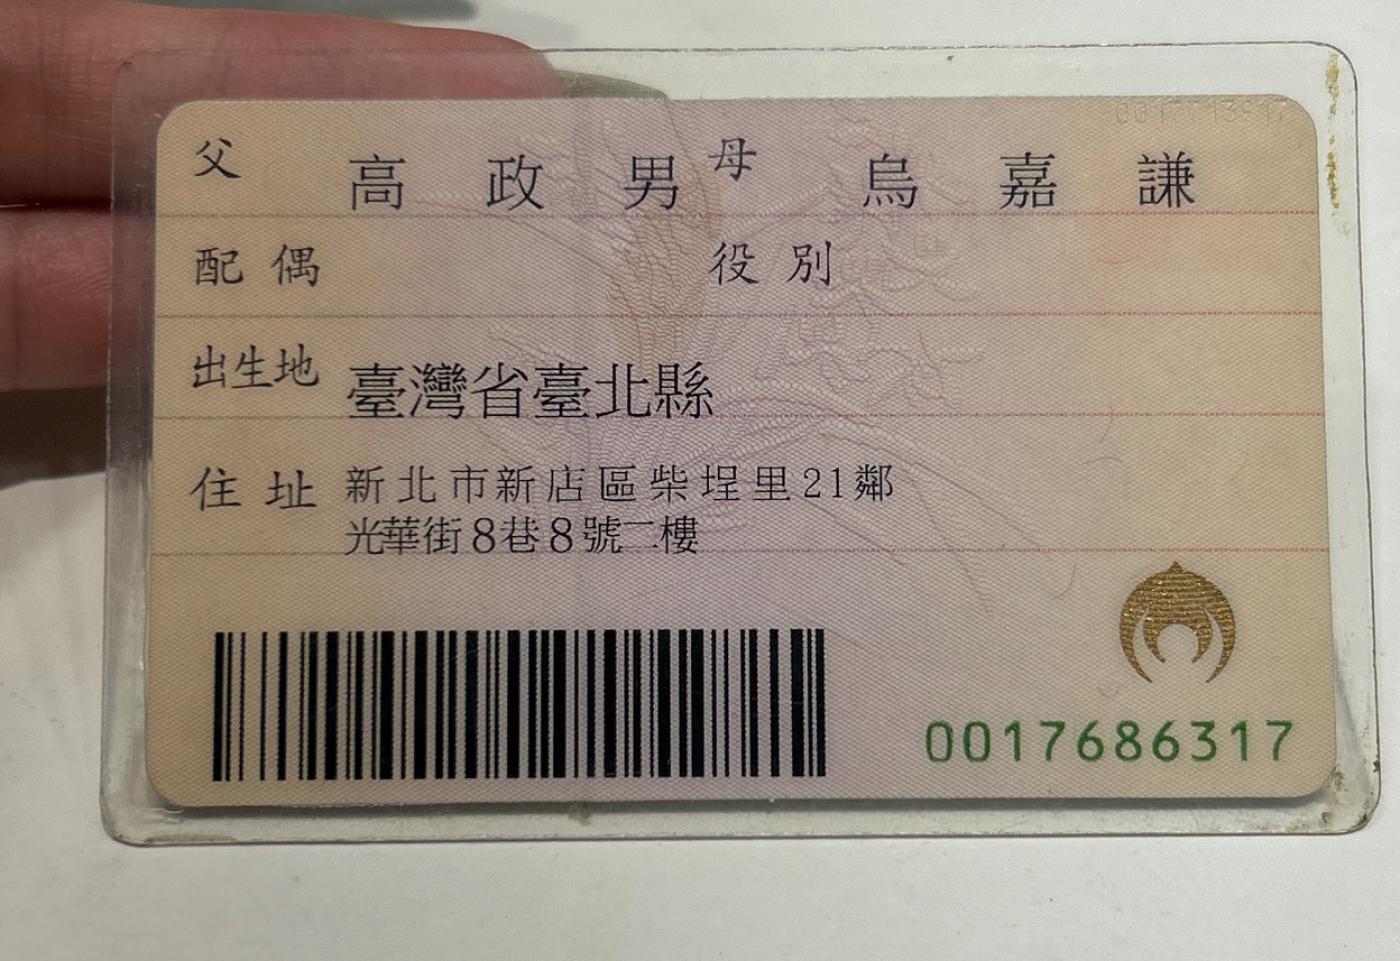 父 高政男 母 烏嘉謙
配偶 役別
出生地 臺灣省臺北縣
住址 新北市新店區柴埕里21鄰
光華街8巷8號二樓
0017686317